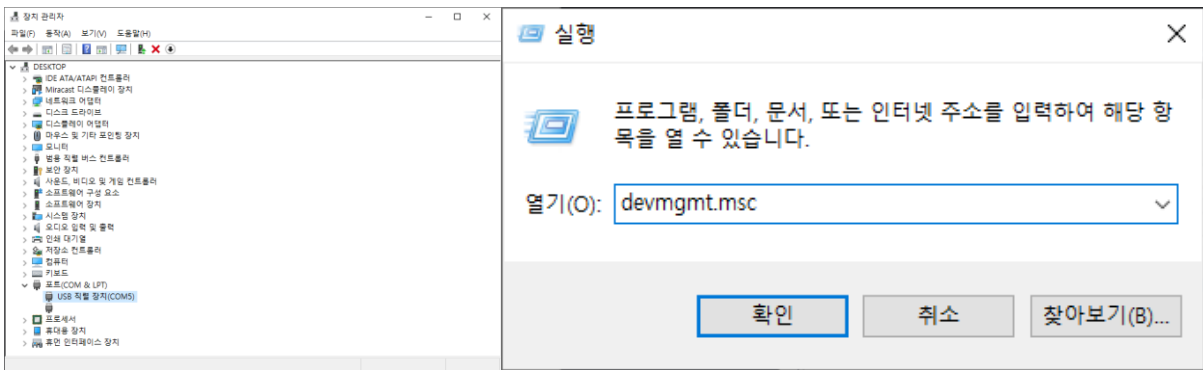 장치 관리자
파일(F) 동작(A) 보기(V) 도움말(H)
DESKTOP
IDE ATA/ATAPI 컨트롤러
Miracast 디스플레이 장치
네트워크 어댑터
디스크 드라이브
디스플레이 어댑터
마우스 및 기타 포인팅 장치
모니터
범용 직렬 버스 컨트롤러
보안 장치
사운드, 비디오 및 게임 컨트롤러
소프트웨어 구성 요소
소프트웨어 장치
시스템 장치
오디오 입력 및 출력
인쇄 대기열
저장소 컨트롤러
컴퓨터
키보드
포트(COM & LPT)
USB 직렬 장치(COM5)
프로세서
휴대용 장치
휴먼 인터페이스 장치
실행
프로그램, 폴더, 문서, 또는 인터넷 주소를 입력하여 해당 항
목을 열 수 있습니다.
열기(O): devmgmt.msc
확인 취소 찾아보기(B)...